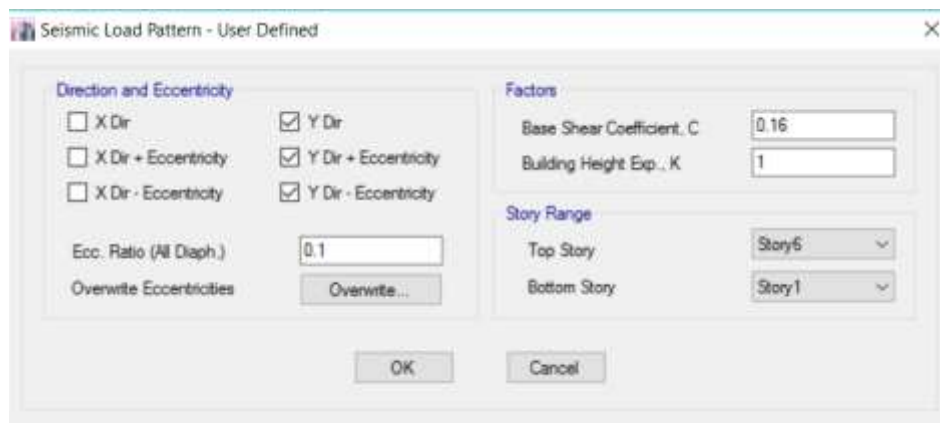 Seismic Load Pattern - User Defined
Direction and Eccentricity
X Dir
Y Dir
X Dir + Eccentricity
Y Dir + Eccentricity
X Dir - Eccentricity
Y Dir - Eccentricity
Ecc. Ratio (All Diaph.)
0.1
Overwrite Eccentricities
Overwrite...
Factors
Base Shear Coefficient, C
0.16
Building Height Exp., K
1
Story Range
Top Story
Story6
Bottom Story
Story1
OK
Cancel